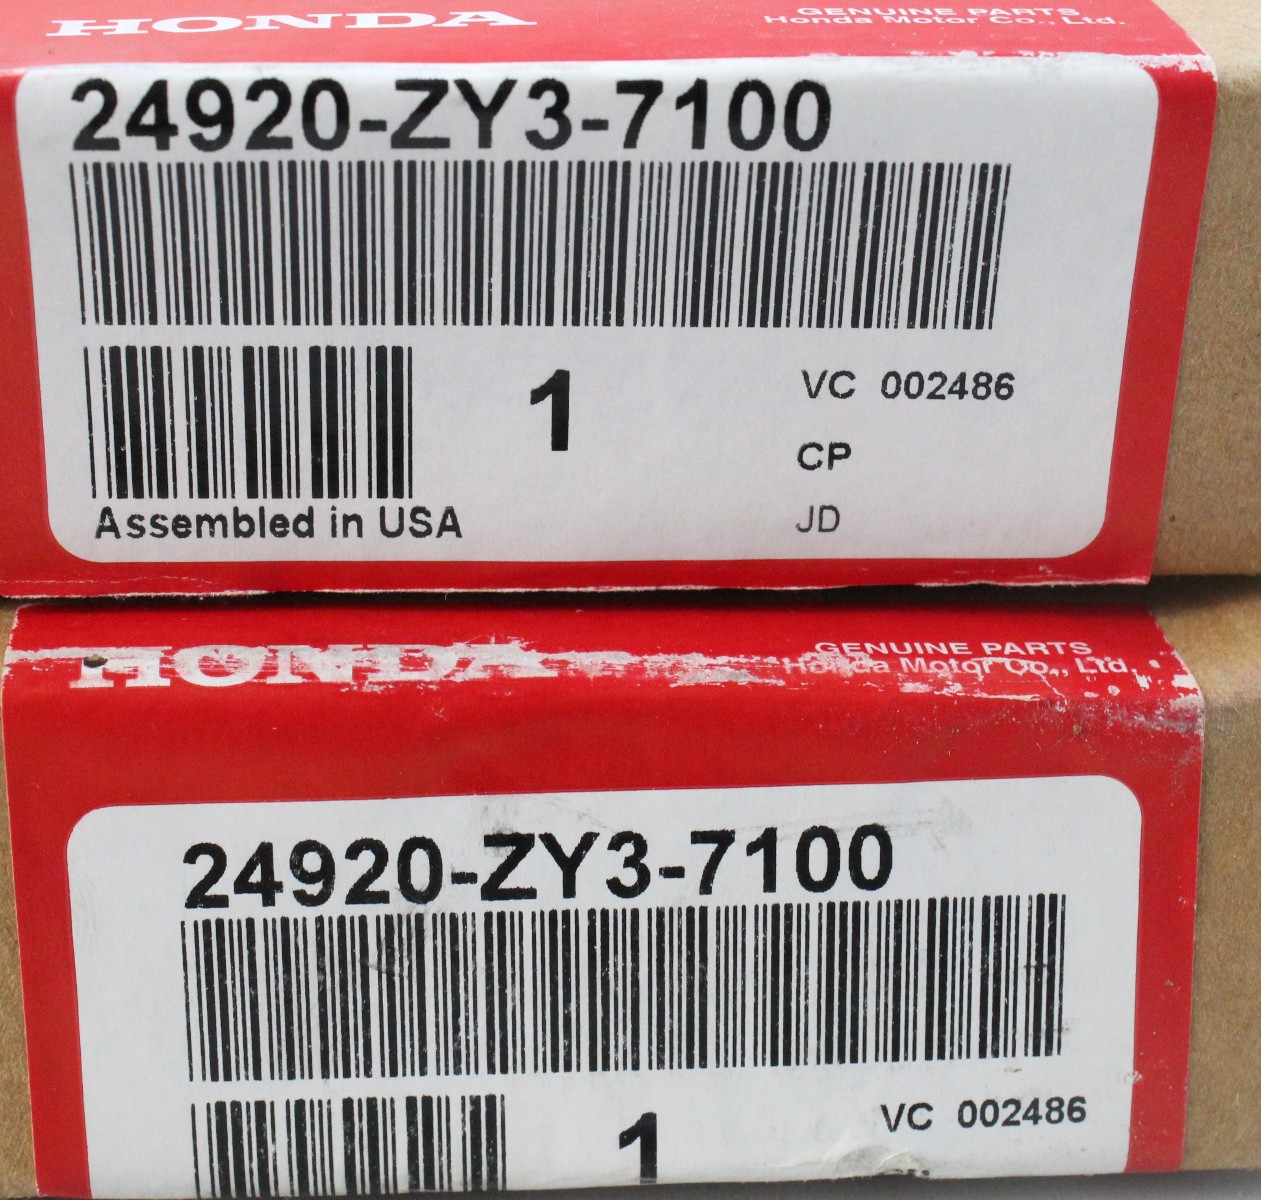 HONDA
GENUINE PARTS
Honda Motor Co., Ltd.
24920-ZY3-7100
1
VC 002486
CP
JD
Assembled in USA
HONDA
GENUINE PARTS
Honda Motor Co., Ltd.
24920-ZY3-7100
1
VC 002486